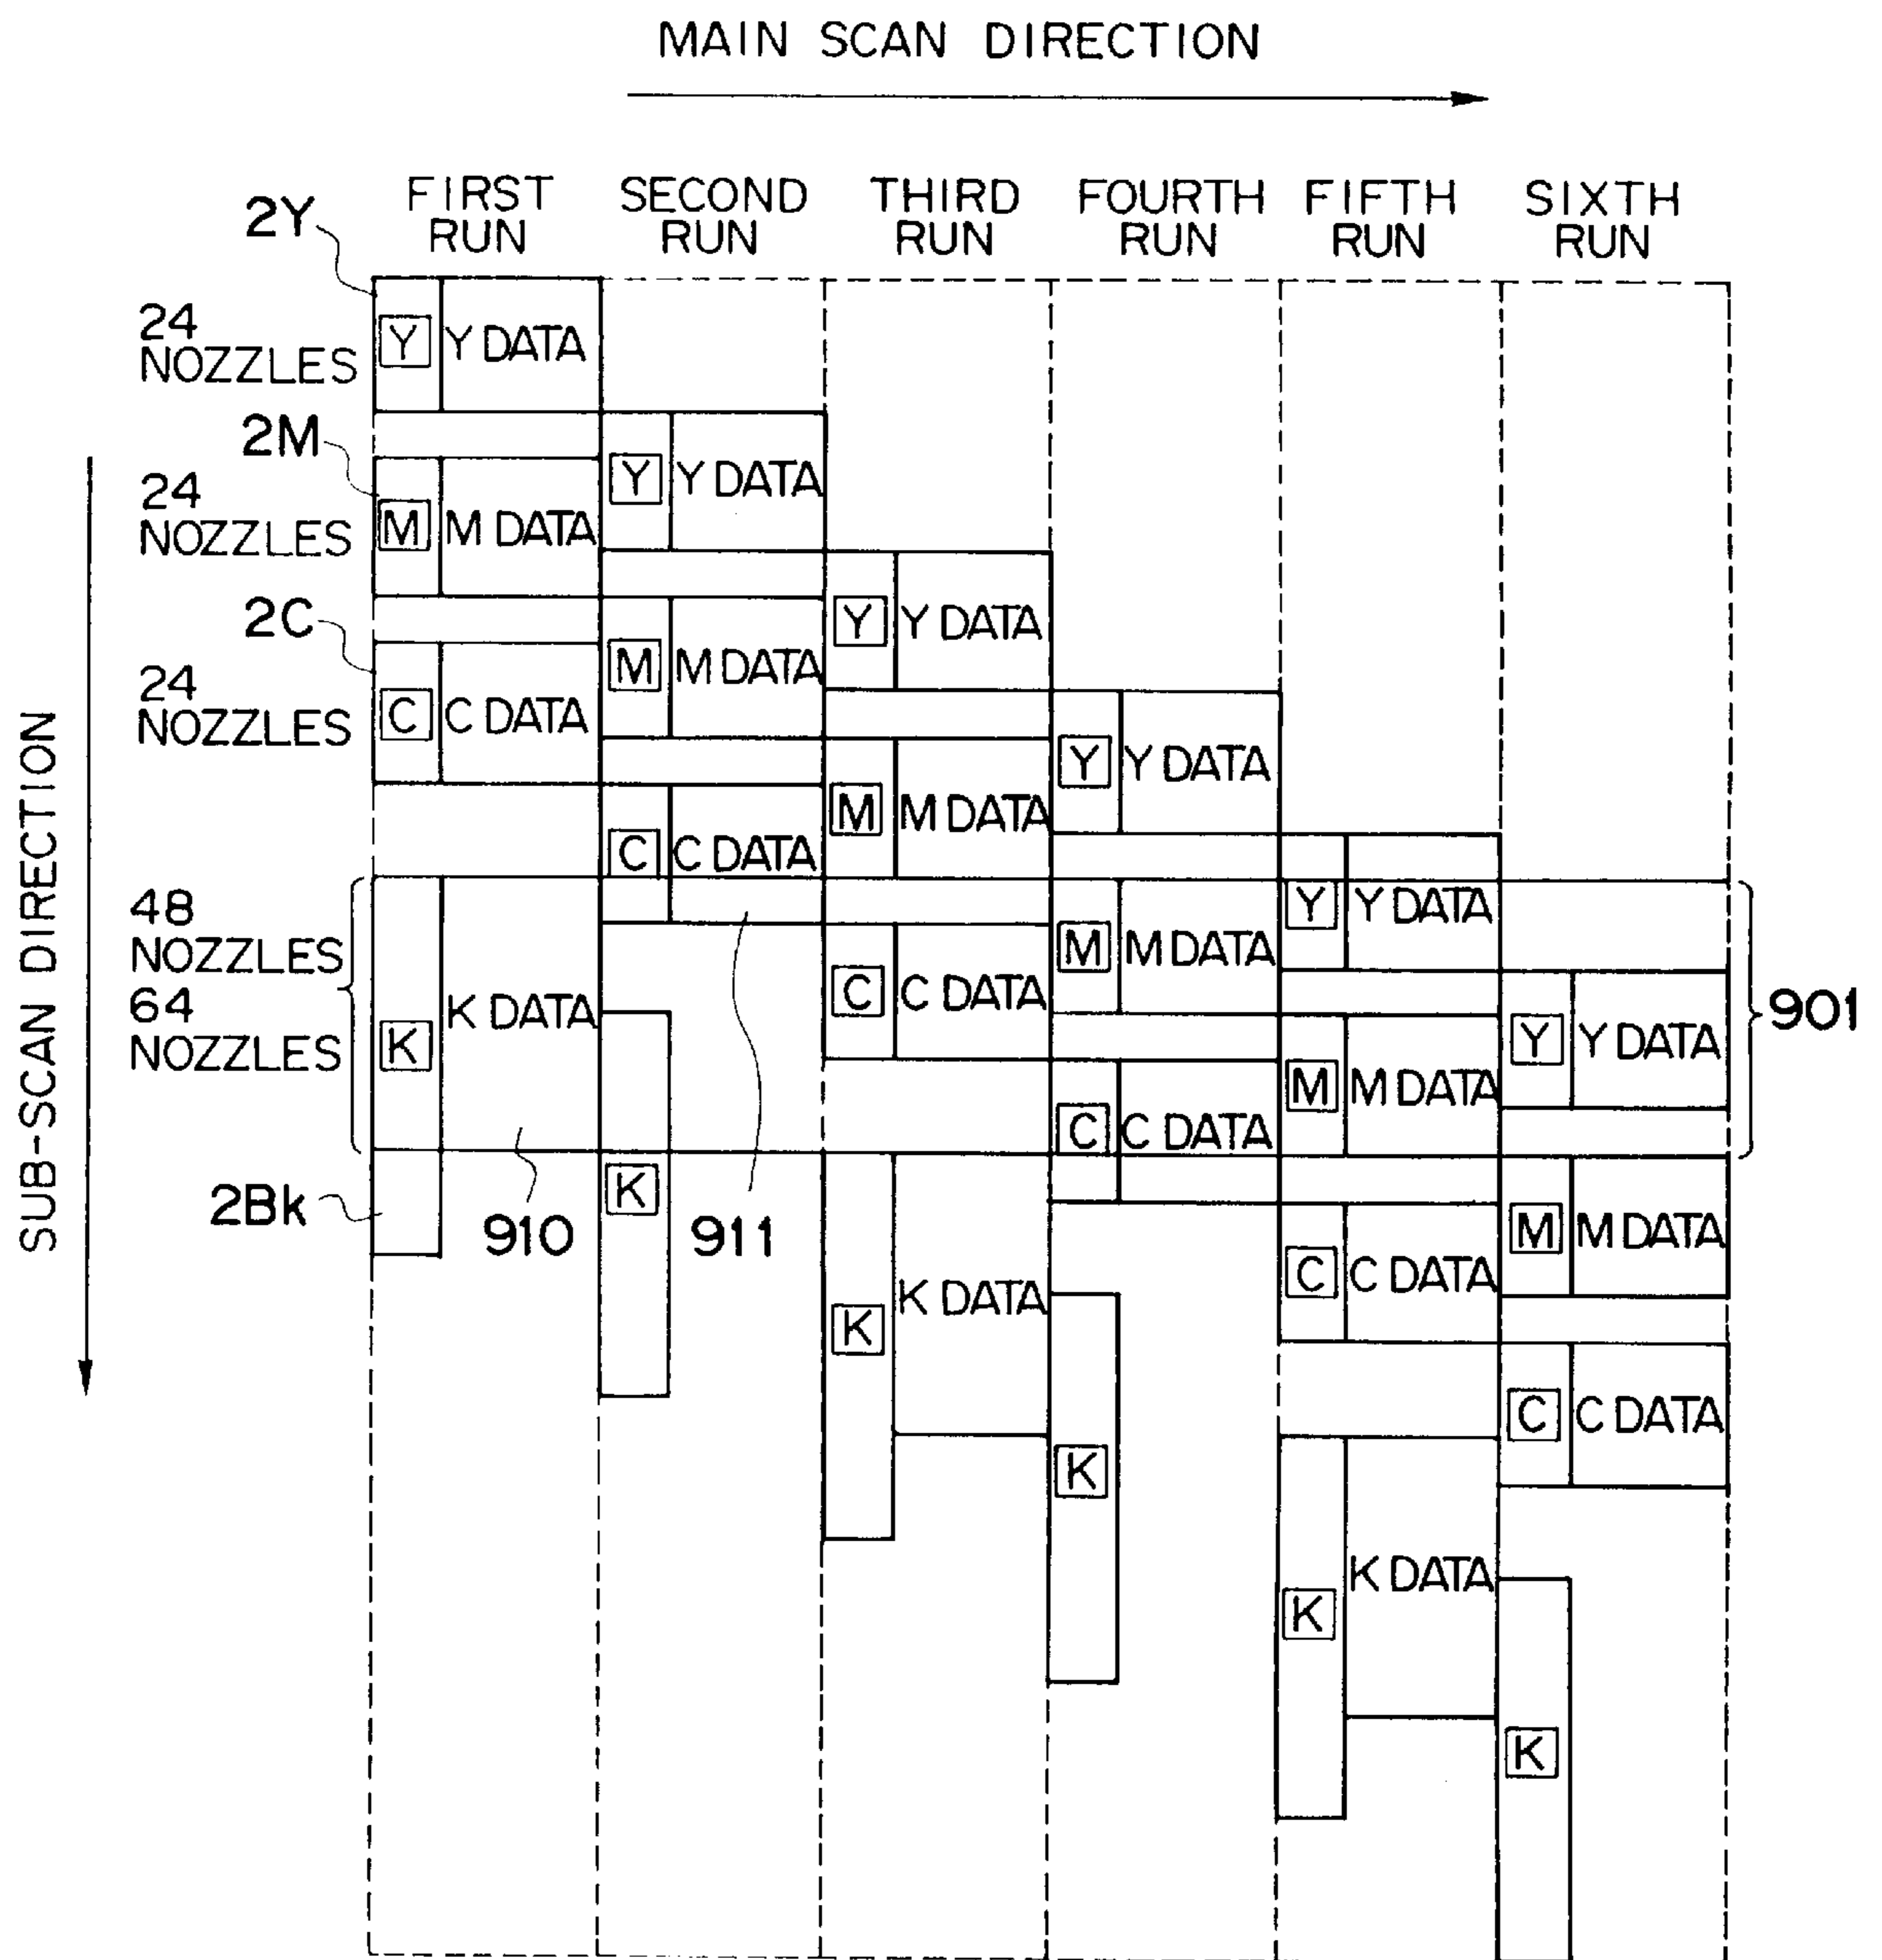 MAIN SCAN DIRECTION
FIRST RUN
SECOND RUN
THIRD RUN
FOURTH RUN
FIFTH RUN
SIXTH RUN
SUB-SCAN DIRECTION
2Y
24
NOZZLES
Y Y DATA
2M
24
NOZZLES
M M DATA
2C
24
NOZZLES
C C DATA
48
NOZZLES
64
NOZZLES
K K DATA
2Bk
910
Y Y DATA
M M DATA
C C DATA
K
911
Y Y DATA
M M DATA
C C DATA
K K DATA
Y Y DATA
M M DATA
C C DATA
K
Y Y DATA
M M DATA
C C DATA
K K DATA
Y Y DATA
M M DATA
C C DATA
K
901